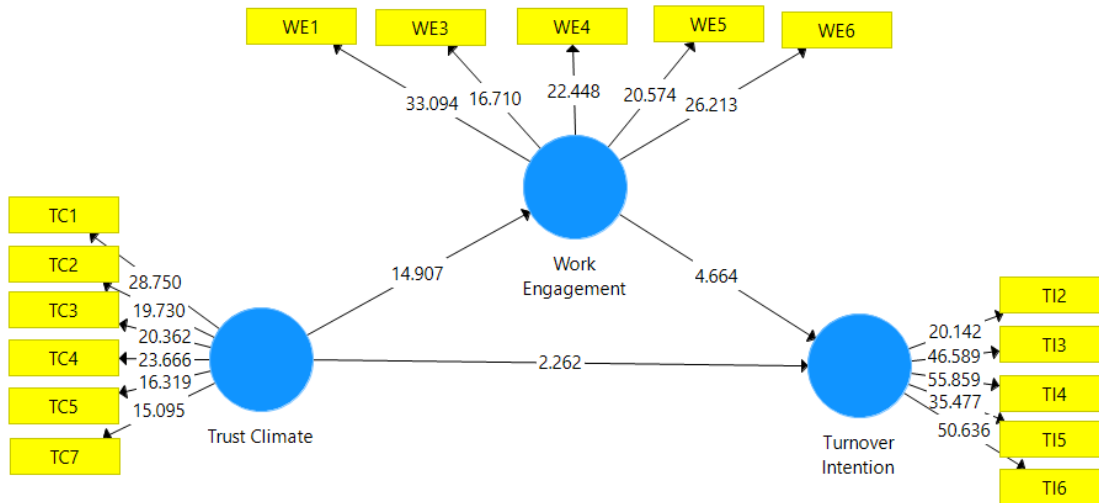 WE1
WE3
WE4
WE5
WE6
33.094
16.710
22.448
20.574
26.213
TC1
TC2
TC3
TC4
TC5
TC7
28.750
19.730
20.362
23.666
16.319
15.095
Trust Climate
14.907
Work
Engagement
4.664
2.262
Turnover
Intention
20.142
46.589
55.859
35.477
50.636
TI2
TI3
TI4
TI5
TI6